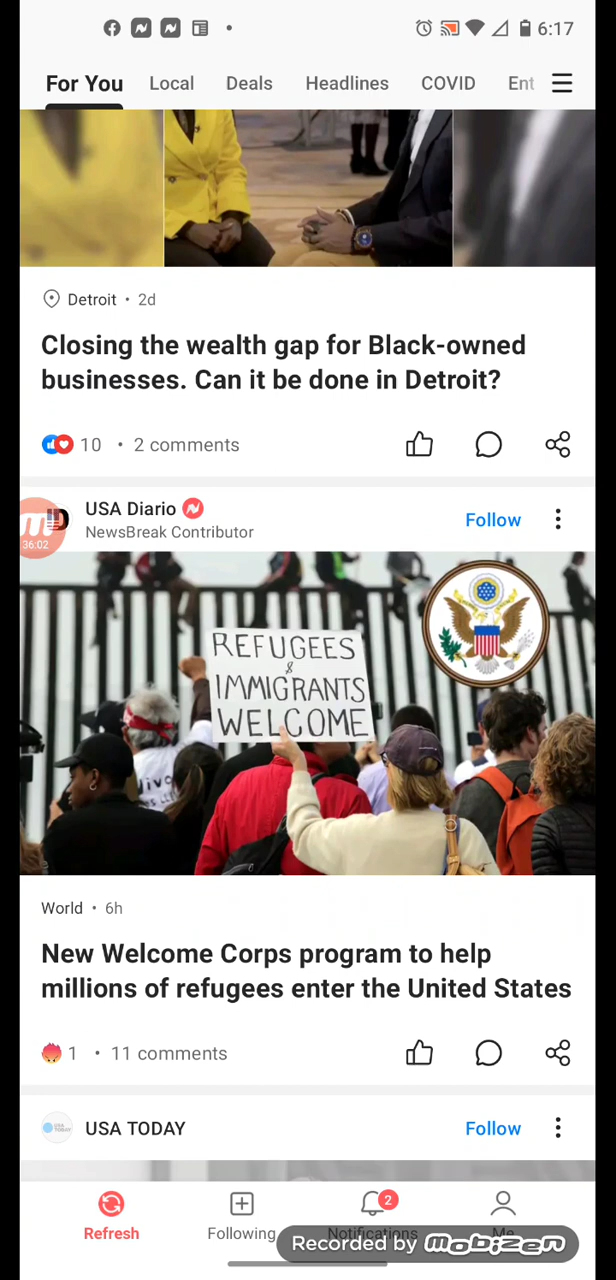 6:17
For You Local Deals Headlines COVID Ent
Detroit • 2d
Closing the wealth gap for Black-owned
businesses. Can it be done in Detroit?
10 • 2 comments
USA Diario
NewsBreak Contributor
Follow
36:02
REFUGEES
&
IMMIGRANTS
WELCOME
World • 6h
New Welcome Corps program to help
millions of refugees enter the United States
1 • 11 comments
USA TODAY
Follow
2
Refresh Following Notifications Me
Recorded by mobizen